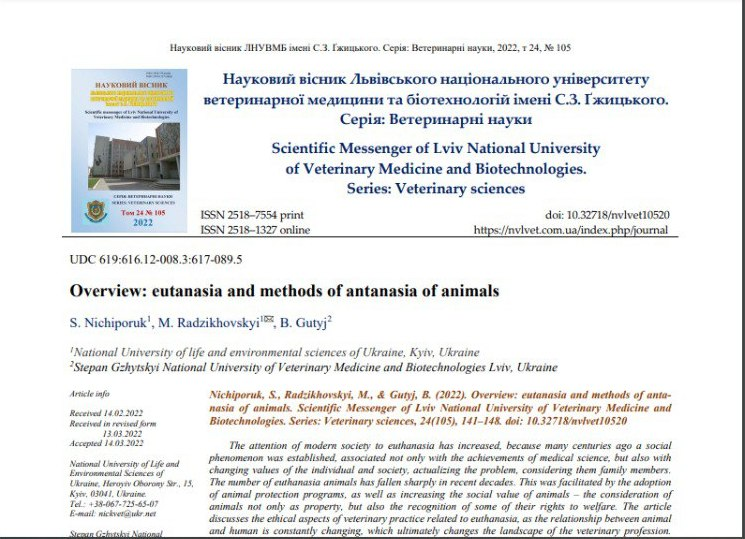 Науковий вісник ЛНУВМБ імені С.З. Ґжицького. Серія: Ветеринарні науки, 2022, т 24, № 105
НАУКОВИЙ ВІСНИК
Scientific messenger of Lviv National University of
Veterinary Medicine and Biotechnologies
СЕРІЯ: ВЕТЕРИНАРНІ НАУКИ
SERIES: VETERINARY SCIENCES
Том 24 № 105
2022
Науковий вісник Львівського національного університету
ветеринарної медицини та біотехнологій імені С.З. Ґжицького.
Серія: Ветеринарні науки
Scientific Messenger of Lviv National University
of Veterinary Medicine and Biotechnologies.
Series: Veterinary sciences
ISSN 2518–7554 print
doi: 10.32718/nvlvet10520
ISSN 2518–1327 online
https://nvlvet.com.ua/index.php/journal
UDC 619:616.12-008.3:617-089.5
Overview: eutanasia and methods of antanasia of animals
S. Nichiporuk1, M. Radzikhovskyi1✉, B. Gutyj2
1National University of life and environmental sciences of Ukraine, Kyiv, Ukraine
2Stepan Gzhytskyi National University of Veterinary Medicine and Biotechnologies Lviv, Ukraine
Article info
Received 14.02.2022
Received in revised form
13.03.2022
Accepted 14.03.2022
National University of Life and
Environmental Sciences of
Ukraine, Heroyiv Oborony Str., 15,
Kyiv, 03041, Ukraine.
Tel.: +38-067-725-65-07
E-mail: nickvet@ukr.net
Stepan Gzhytskyi National
Nichiporuk, S., Radzikhovskyi, M., & Gutyj, B. (2022). Overview: eutanasia and methods of anta-
nasia of animals. Scientific Messenger of Lviv National University of Veterinary Medicine and
Biotechnologies. Series: Veterinary sciences, 24(105), 141–148. doi: 10.32718/nvlvet10520
The attention of modern society to euthanasia has increased, because many centuries ago a social
phenomenon was established, associated not only with the achievements of medical science, but also with
changing values of the individual and society, actualizing the problem, considering them family members.
The number of euthanasia animals has fallen sharply in recent decades. This was facilitated by the adoption
of animal protection programs, as well as increasing the social value of animals – the consideration of
animals not only as property, but also the recognition of some of their rights to welfare. The article
discusses the ethical aspects of veterinary practice related to euthanasia, as the relationship between animal
and human is constantly changing, which ultimately changes the landscape of the veterinary profession.